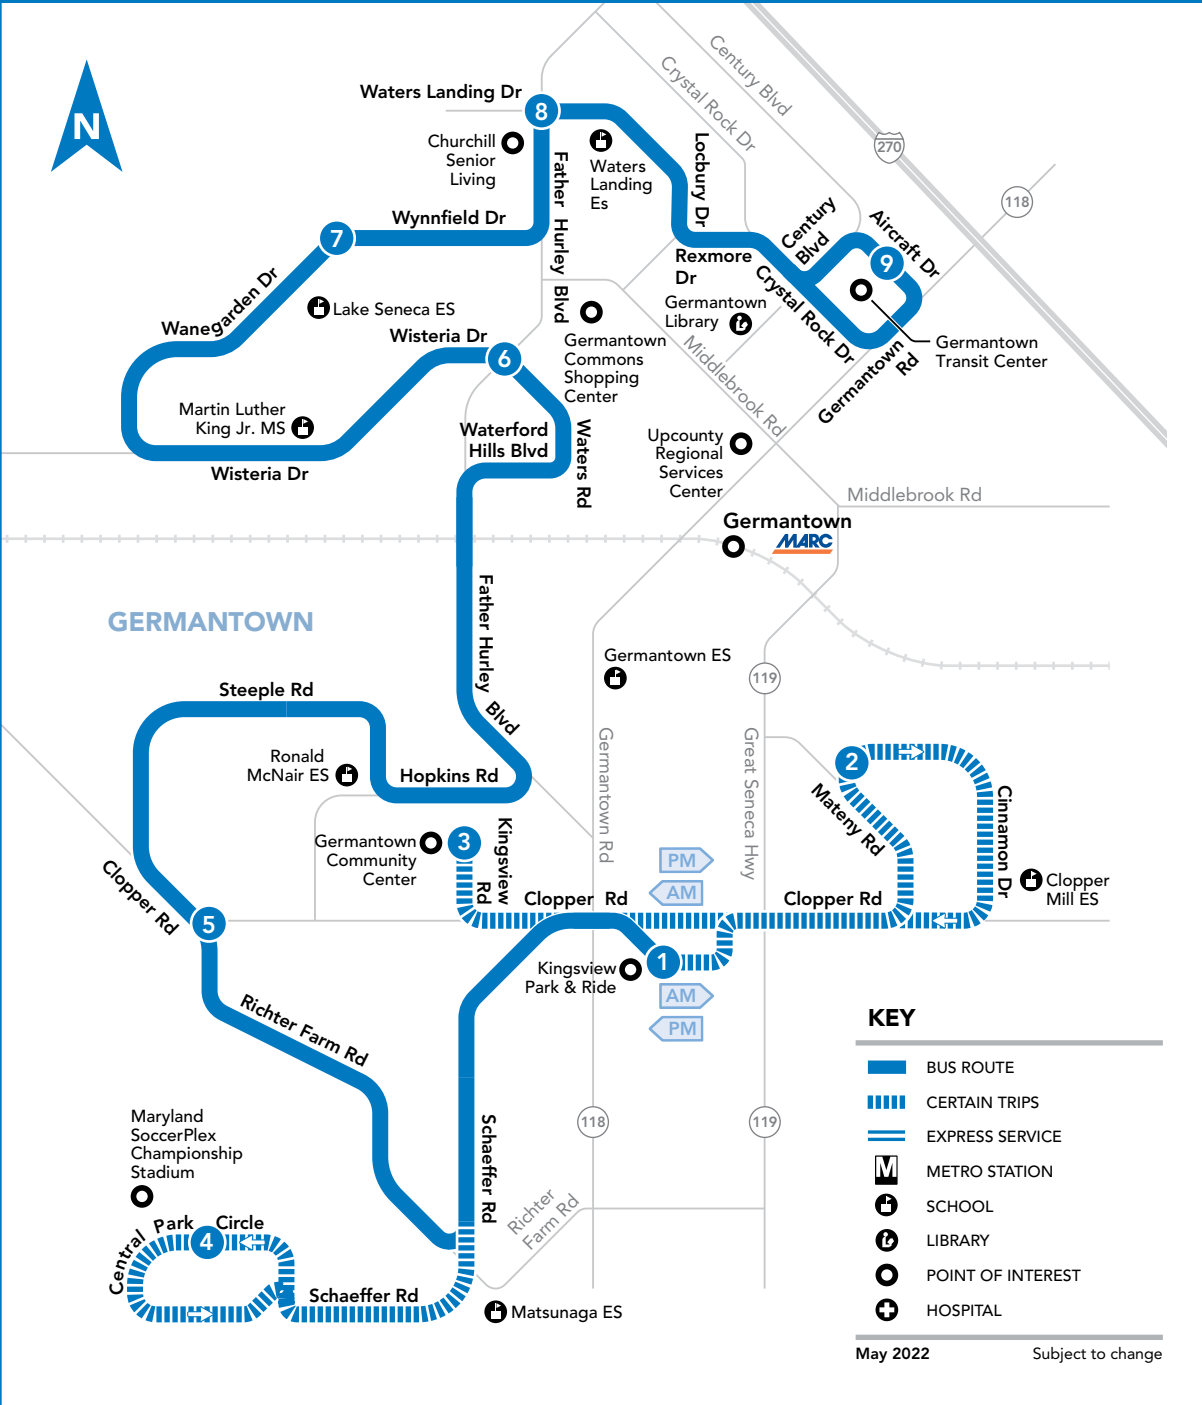 N
Waters Landing Dr
8
Century Blvd
Crystal Rock Dr
270
Churchill
Senior
Living
Waters
Landing
Es
Locbury Dr
118
Father Hurley Blvd
Wynnfield Dr
7
Century
Blvd
Aircraft Dr
9
Rexmore
Dr
Crystal Rock Dr
Wanegarden Dr
Lake Seneca ES
Germantown
Library
Wisteria Dr
6
Germantown
Commons
Shopping
Center
Middlebrook Rd
Germantown
Rd
Germantown
Transit Center
Martin Luther
King Jr. MS
Waterford
Hills Blvd
Waters Rd
Upcounty
Regional
Services
Center
Wisteria Dr
Middlebrook Rd
Germantown
MARC
Father Hurley
Blvd
GERMANTOWN
Germantown ES
119
Steeple Rd
Ronald
McNair ES
Hopkins Rd
Germantown Rd
Great Seneca Hwy
2
Mateny Rd
Cinnamon Dr
Germantown
Community
Center
3
Kingsview
Rd
PM
AM
Clopper
Mill ES
Clopper Rd
Clopper Rd
Clopper Rd
5
Kingsview
Park & Ride
1
AM
PM
Richter Farm Rd
Schaeffer Rd
118
119
Maryland
SoccerPlex
Championship
Stadium
Richter
Farm Rd
Central Park Circle
4
Schaeffer Rd
Matsunaga ES
KEY
BUS ROUTE
CERTAIN TRIPS
EXPRESS SERVICE
M METRO STATION
SCHOOL
LIBRARY
POINT OF INTEREST
HOSPITAL
May 2022 Subject to change